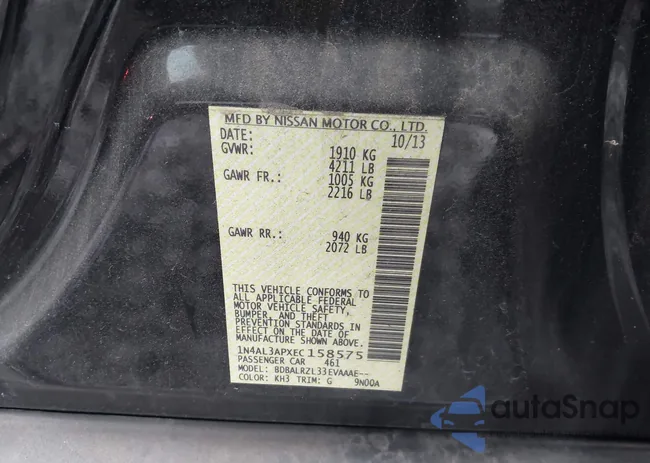 MFD BY NISSAN MOTOR CO., LTD.
DATE: 10/13
GVWR: 1910 KG
4211 LB
GAWR FR.: 1005 KG
2216 LB
GAWR RR.: 940 KG
2072 LB
THIS VEHICLE CONFORMS TO
ALL APPLICABLE FEDERAL
MOTOR VEHICLE SAFETY,
BUMPER, AND THEFT
PREVENTION STANDARDS IN
EFFECT ON THE DATE OF
MANUFACTURE SHOWN ABOVE.
1N4AL3APXEC158575
PASSENGER CAR 461
MODEL: BDBALRZL33EVAAAE--
COLOR: KH3 TRIM: G 9N00A
autoSnap